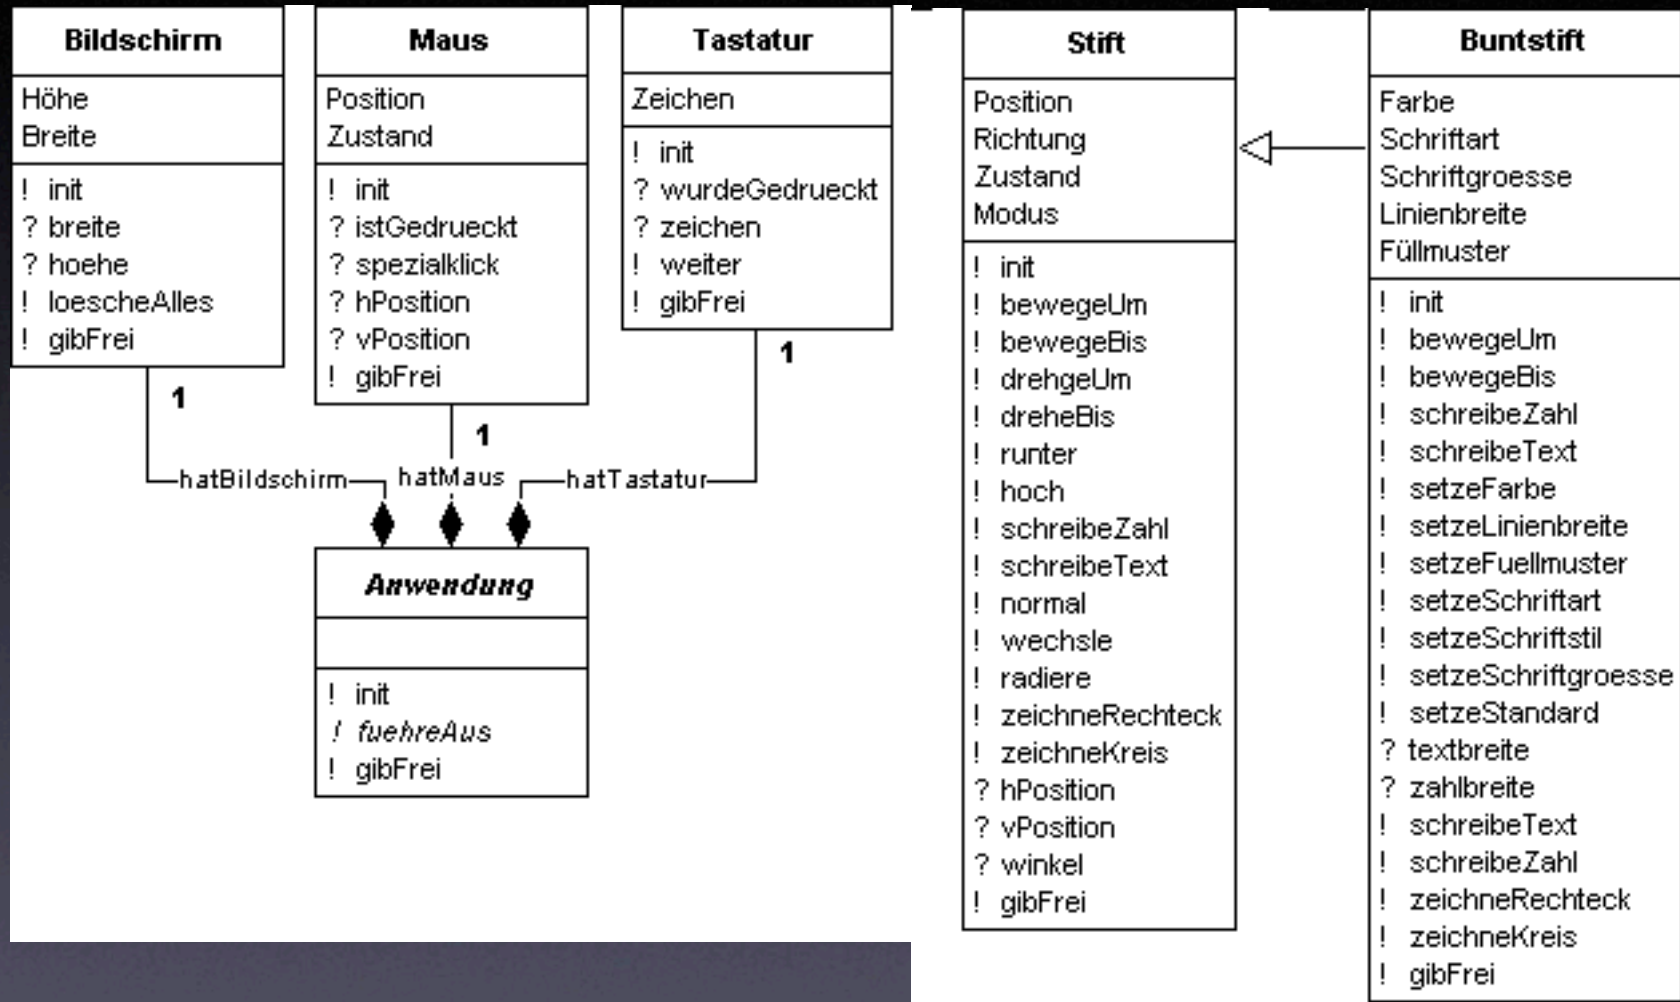 Bildschirm
Höhe
Breite
! init
? breite
? hoehe
! loescheAlles
! gibFrei
1
Maus
Position
Zustand
! init
? istGedrueckt
? spezialklick
? hPosition
? vPosition
! gibFrei
1
Tastatur
Zeichen
! init
? wurdeGedrueckt
? zeichen
! weiter
! gibFrei
1
hatBildschirm
hatMaus
hatTastatur
Anwendung
! init
! fuehreAus
! gibFrei
Stift
Position
Richtung
Zustand
Modus
! init
! bewegeUm
! bewegeBis
! drehgeUm
! dreheBis
! runter
! hoch
! schreibeZahl
! schreibeText
! normal
! wechsle
! radiere
! zeichneRechteck
! zeichneKreis
? hPosition
? vPosition
? winkel
! gibFrei
Buntstift
Farbe
Schriftart
Schriftgroesse
Linienbreite
Füllmuster
! init
! bewegeUm
! bewegeBis
! schreibeZahl
! schreibeText
! setzeFarbe
! setzeLinienbreite
! setzeFuellmuster
! setzeSchriftart
! setzeSchriftstil
! setzeSchriftgroesse
! setzeStandard
? textbreite
? zahlbreite
! schreibeText
! schreibeZahl
! zeichneRechteck
! zeichneKreis
! gibFrei